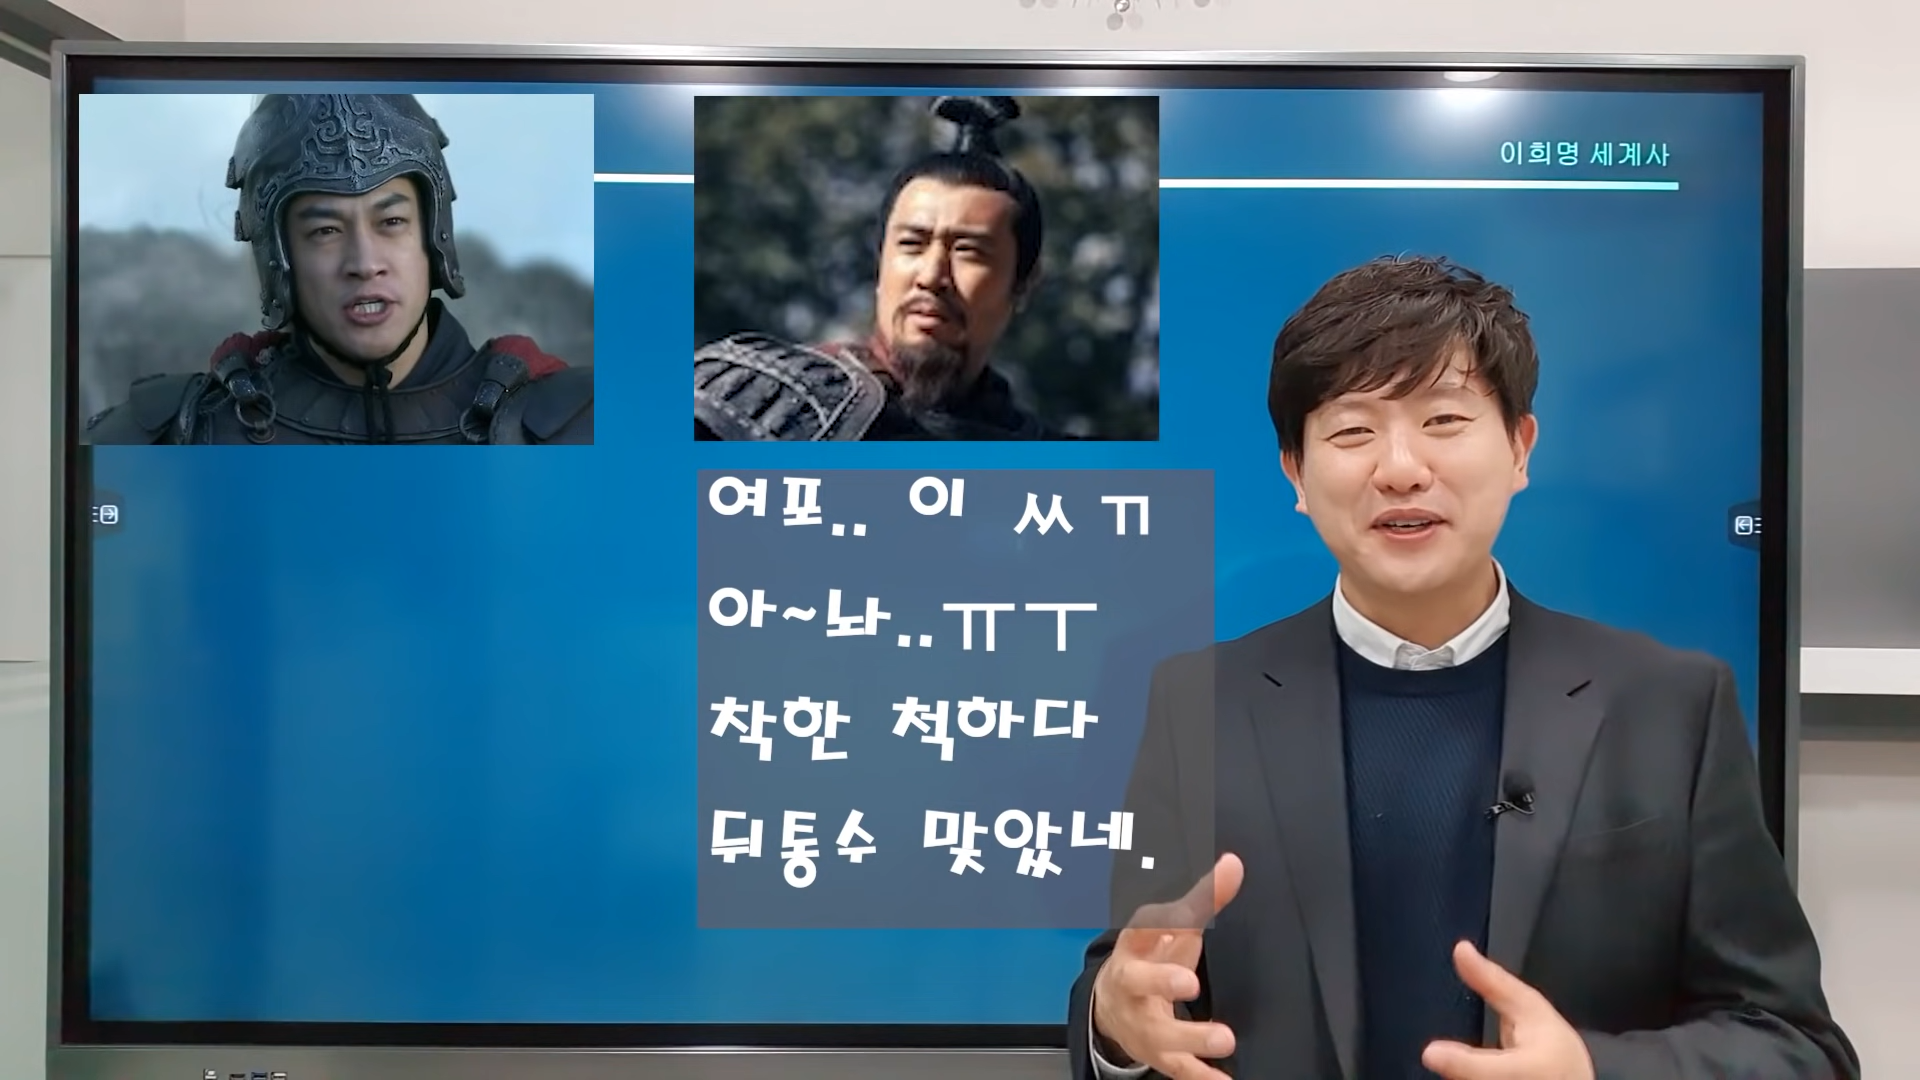 이희명 세계사
여포.. 이 ㅆㄲ
아~놔..ㅠㅜ
착한 척하다
뒤통수 맞았네.